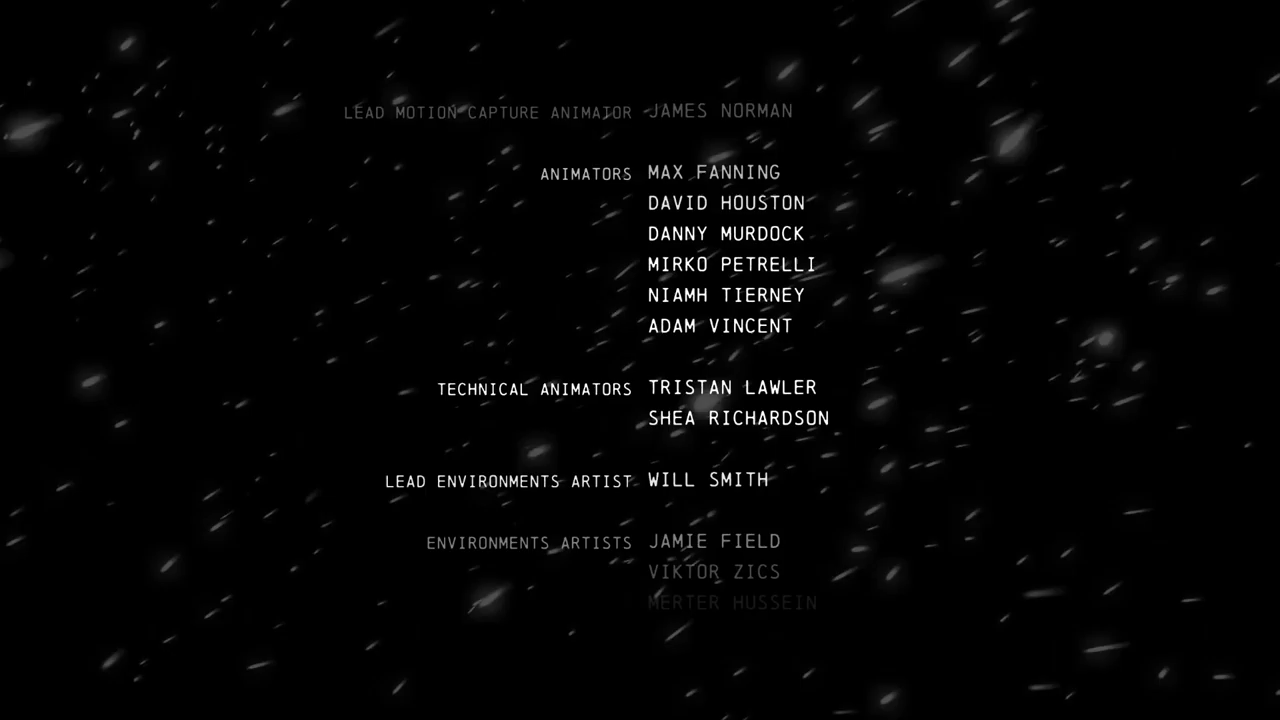 LEAD MOTION CAPTURE ANIMATOR JAMES NORMAN
ANIMATORS MAX FANNING
DAVID HOUSTON
DANNY MURDOCK
MIRKO PETRELLI
NIAMH TIERNEY
ADAM VINCENT
TECHNICAL ANIMATORS TRISTAN LAWLER
SHEA RICHARDSON
LEAD ENVIRONMENTS ARTIST WILL SMITH
ENVIRONMENTS ARTISTS JAMIE FIELD
VIKTOR ZICS
MERTER HUSSEIN